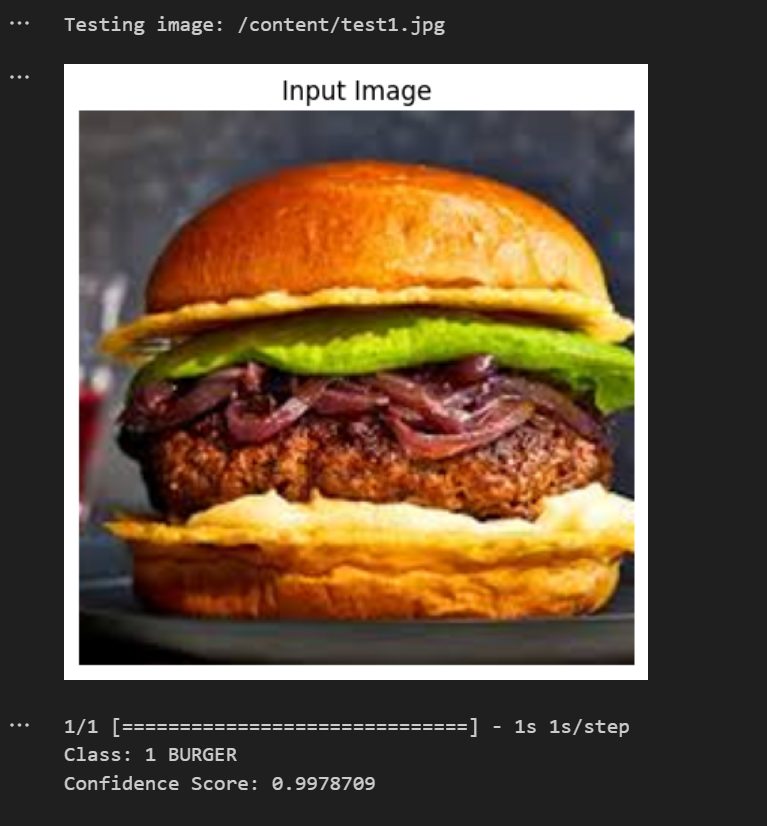 ... Testing image: /content/test1.jpg
...
Input Image
... 1/1 [==============================] - 1s 1s/step
Class: 1 BURGER
Confidence Score: 0.9978709